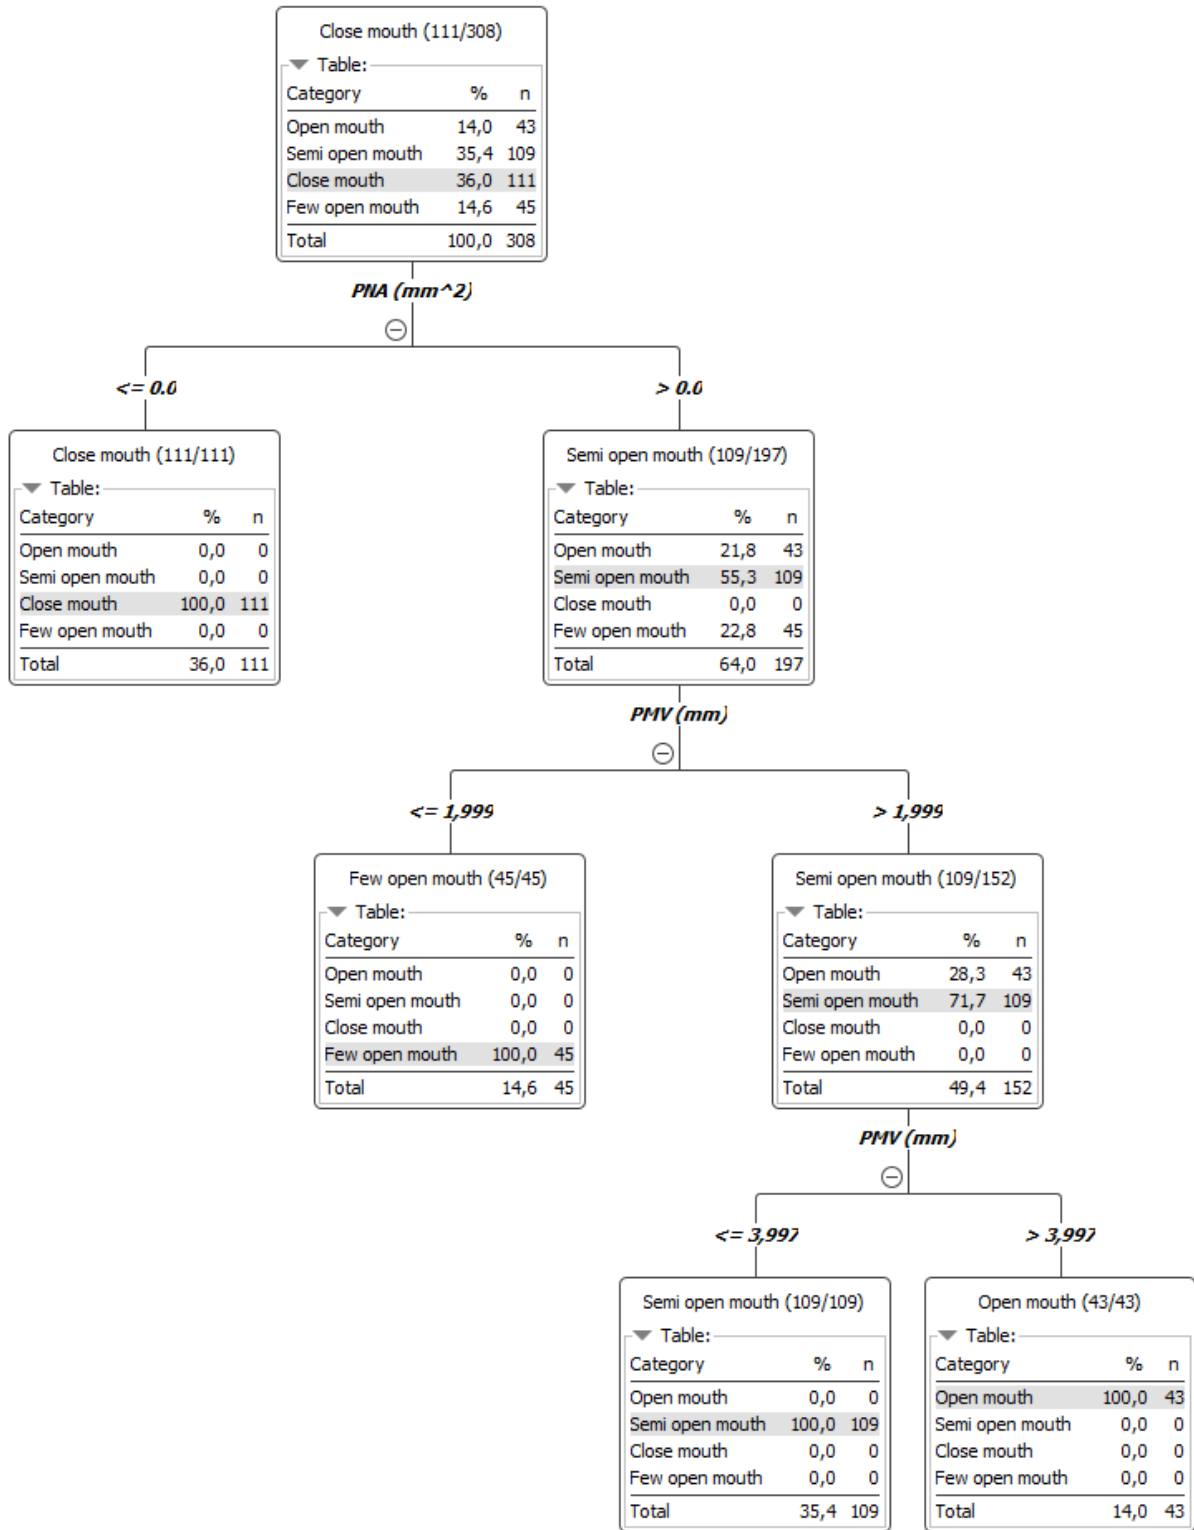 Close mouth (111/308)
Table:
Category % n
Open mouth 14,0 43
Semi open mouth 35,4 109
Close mouth 36,0 111
Few open mouth 14,6 45
Total 100,0 308
PNA (mm^2)
<= 0.0
> 0.0
Close mouth (111/111)
Table:
Category % n
Open mouth 0,0 0
Semi open mouth 0,0 0
Close mouth 100,0 111
Few open mouth 0,0 0
Total 36,0 111
Semi open mouth (109/197)
Table:
Category % n
Open mouth 21,8 43
Semi open mouth 55,3 109
Close mouth 0,0 0
Few open mouth 22,8 45
Total 64,0 197
PMV (mm)
<= 1,999
> 1,999
Few open mouth (45/45)
Table:
Category % n
Open mouth 0,0 0
Semi open mouth 0,0 0
Close mouth 0,0 0
Few open mouth 100,0 45
Total 14,6 45
Semi open mouth (109/152)
Table:
Category % n
Open mouth 28,3 43
Semi open mouth 71,7 109
Close mouth 0,0 0
Few open mouth 0,0 0
Total 49,4 152
PMV (mm)
<= 3,997
> 3,997
Semi open mouth (109/109)
Table:
Category % n
Open mouth 0,0 0
Semi open mouth 100,0 109
Close mouth 0,0 0
Few open mouth 0,0 0
Total 35,4 109
Open mouth (43/43)
Table:
Category % n
Open mouth 100,0 43
Semi open mouth 0,0 0
Close mouth 0,0 0
Few open mouth 0,0 0
Total 14,0 43